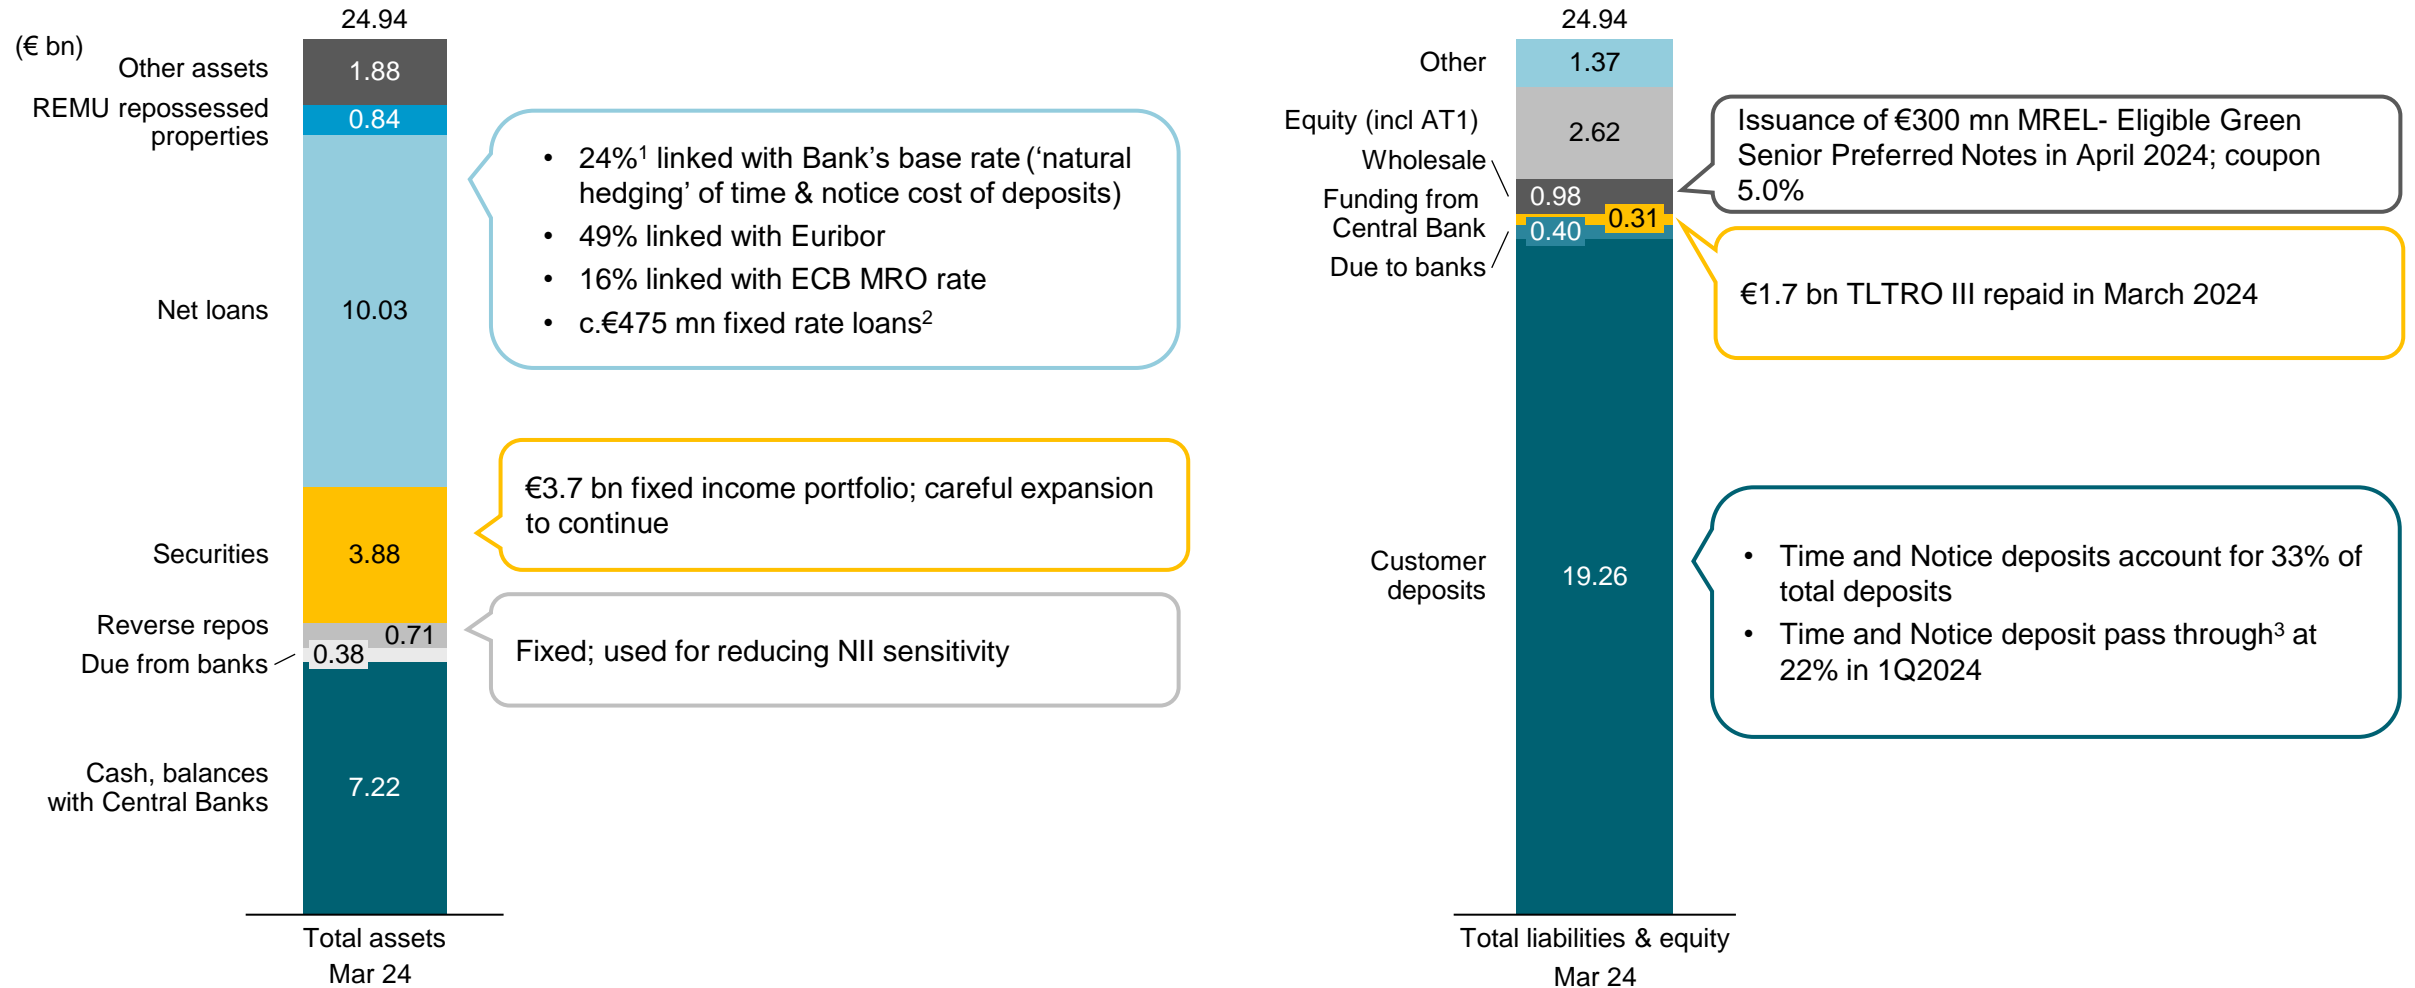 (€ bn)
24.94
Other assets
1.88
REMU repossessed
properties
0.84
Net loans
10.03
Securities
3.88
Reverse repos
0.71
Due from banks
0.38
Cash, balances
with Central Banks
7.22
Total assets
Mar 24
• 24%¹ linked with Bank’s base rate (‘natural
hedging’ of time & notice cost of deposits)
• 49% linked with Euribor
• 16% linked with ECB MRO rate
• c.€475 mn fixed rate loans²
€3.7 bn fixed income portfolio; careful expansion
to continue
Fixed; used for reducing NII sensitivity
24.94
Other
1.37
Equity (incl AT1)
2.62
Wholesale
0.98
Funding from
Central Bank
0.31
Due to banks
0.40
Customer
deposits
19.26
Total liabilities & equity
Mar 24
Issuance of €300 mn MREL- Eligible Green
Senior Preferred Notes in April 2024; coupon
5.0%
€1.7 bn TLTRO III repaid in March 2024
• Time and Notice deposits account for 33% of
total deposits
• Time and Notice deposit pass through³ at
22% in 1Q2024